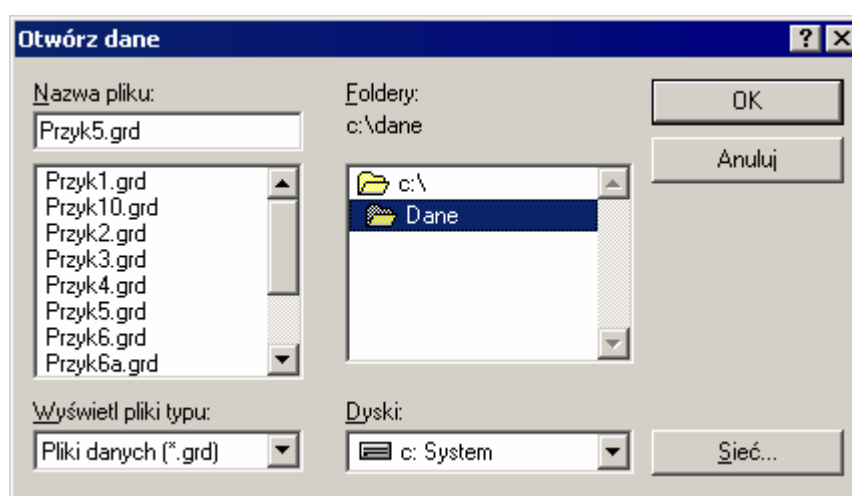 Otwórz dane
Nazwa pliku:
Przyk5.grd
Przyk1.grd
Przyk10.grd
Przyk2.grd
Przyk3.grd
Przyk4.grd
Przyk5.grd
Przyk6.grd
Przyk6a.grd
Wyświetl pliki typu:
Pliki danych (*.grd)
Foldery:
c:\dane
c:\
Dane
Dyski:
c: System
OK
Anuluj
Sieć...